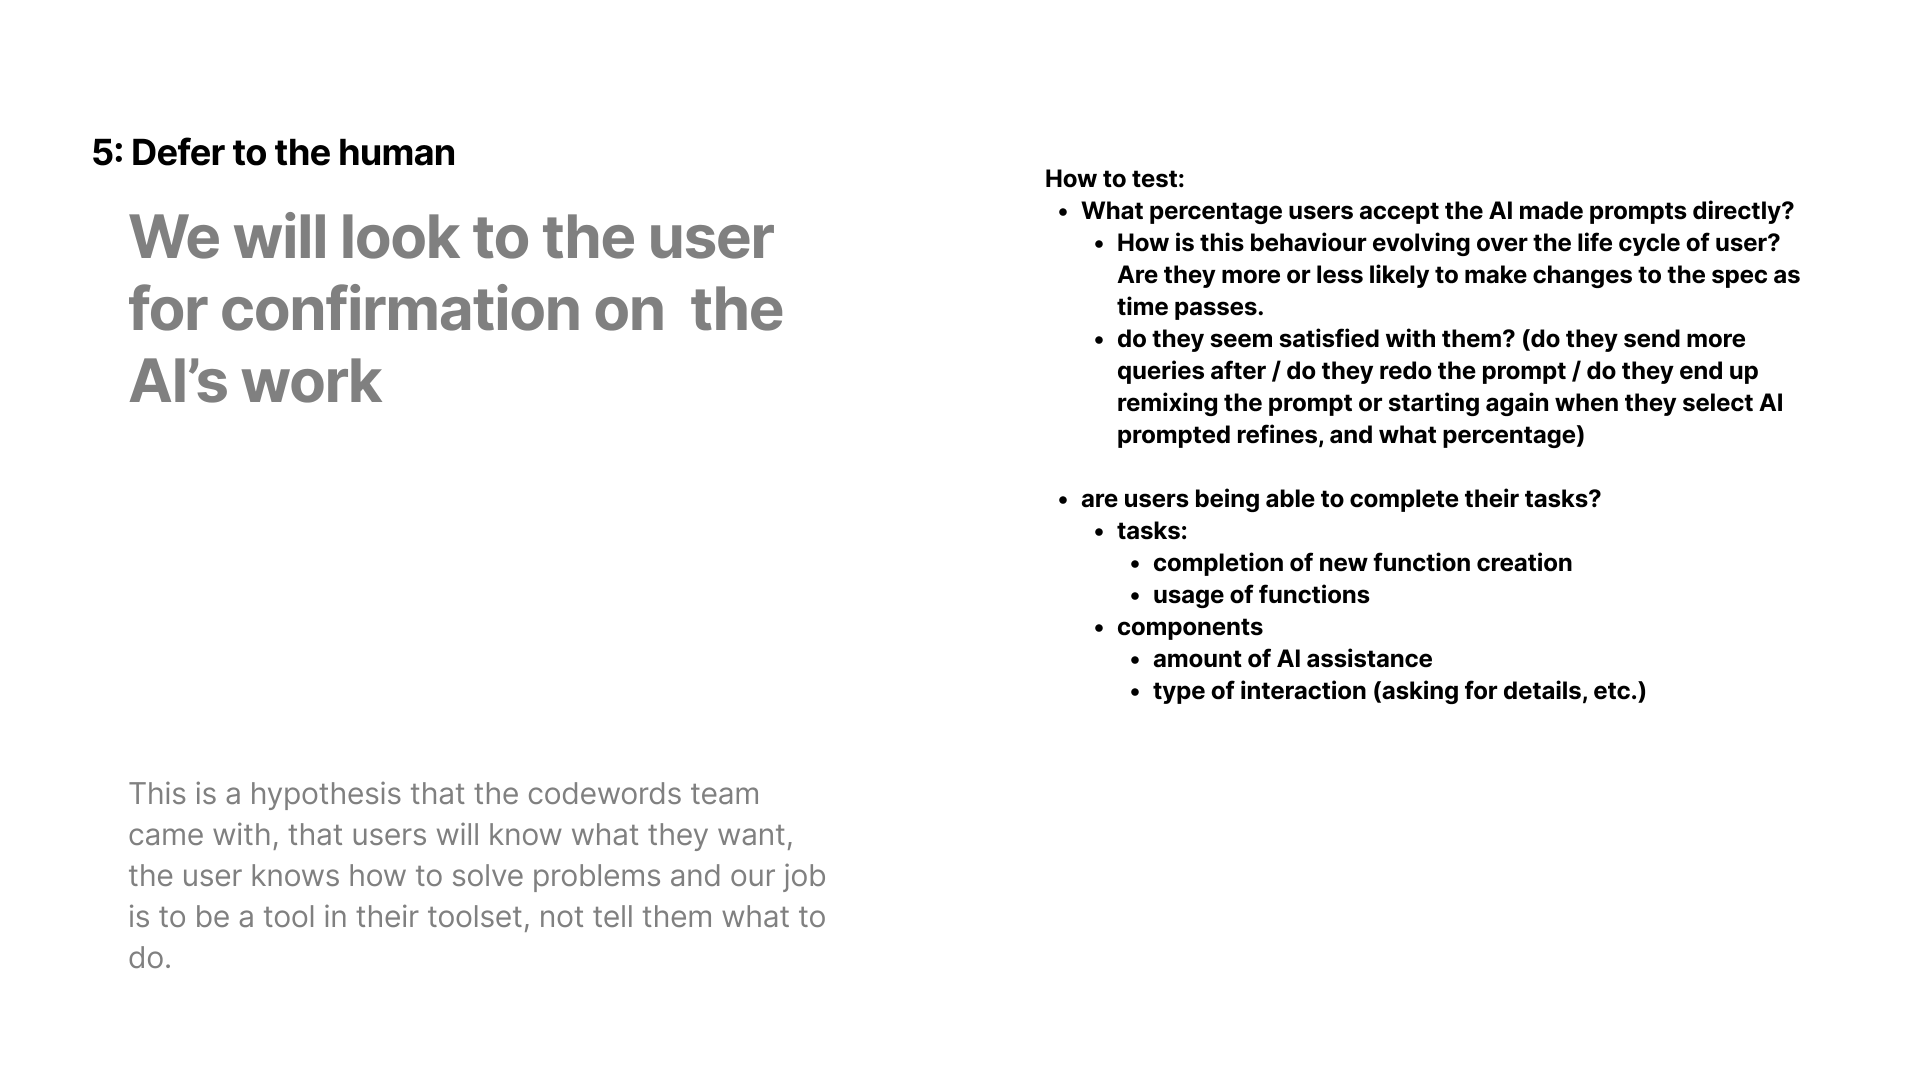 5: Defer to the human
We will look to the user
for confirmation on  the
AI’s work
This is a hypothesis that the codewords team
came with, that users will know what they want,
the user knows how to solve problems and our job
is to be a tool in their toolset, not tell them what to
do.
How to test:
• What percentage users accept the AI made prompts directly?
• How is this behaviour evolving over the life cycle of user?
Are they more or less likely to make changes to the spec as
time passes.
• do they seem satisfied with them? (do they send more
queries after / do they redo the prompt / do they end up
remixing the prompt or starting again when they select AI
prompted refines, and what percentage)
• are users being able to complete their tasks?
• tasks:
• completion of new function creation
• usage of functions
• components
• amount of AI assistance
• type of interaction (asking for details, etc.)